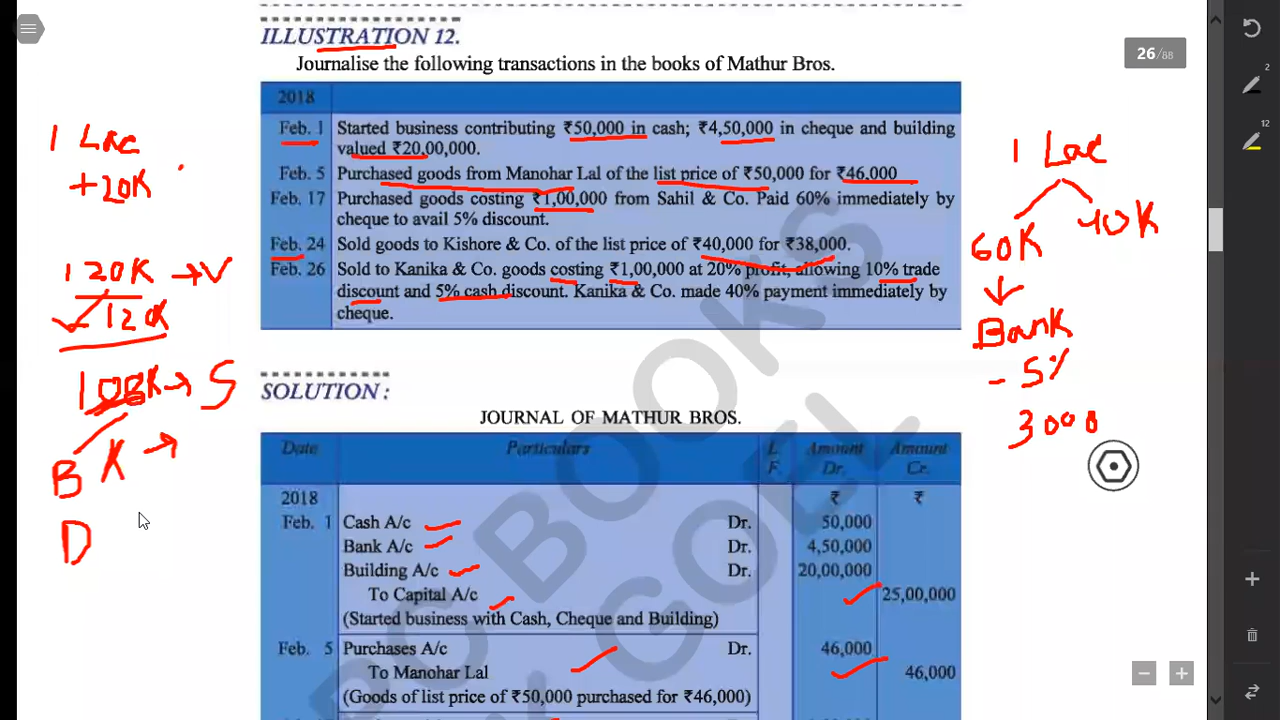 ILLUSTRATION 12.
26/88
2
12
Journalise the following transactions in the books of Mathur Bros.
2018
Feb. 1 Started business contributing ₹50,000 in cash; ₹4,50,000 in cheque and building
valued ₹20,00,000.
Feb. 5 Purchased goods from Manohar Lal of the list price of ₹50,000 for ₹46,000
Feb. 17 Purchased goods costing ₹1,00,000 from Sahil & Co. Paid 60% immediately by
cheque to avail 5% discount.
Feb. 24 Sold goods to Kishore & Co. of the list price of ₹40,000 for ₹38,000.
Feb. 26 Sold to Kanika & Co. goods costing ₹1,00,000 at 20% profit, allowing 10% trade
discount and 5% cash discount. Kanika & Co. made 40% payment immediately by
cheque.
1 Lac
+20K
120K → V
120K
108K → S
B K →
D
1 Lac
60K 40K
Bank
- 5%
3000
SOLUTION :
JOURNAL OF MATHUR BROS.
Date Particulars L. F. Amount Dr. Amount Cr.
2018 ₹ ₹
Feb. 1 Cash A/c Dr. 50,000
Bank A/c Dr. 4,50,000
Building A/c Dr. 20,00,000
To Capital A/c 25,00,000
(Started business with Cash, Cheque and Building)
Feb. 5 Purchases A/c Dr. 46,000
To Manohar Lal 46,000
(Goods of list price of ₹50,000 purchased for ₹46,000)
PC BOOKS
K GOEL